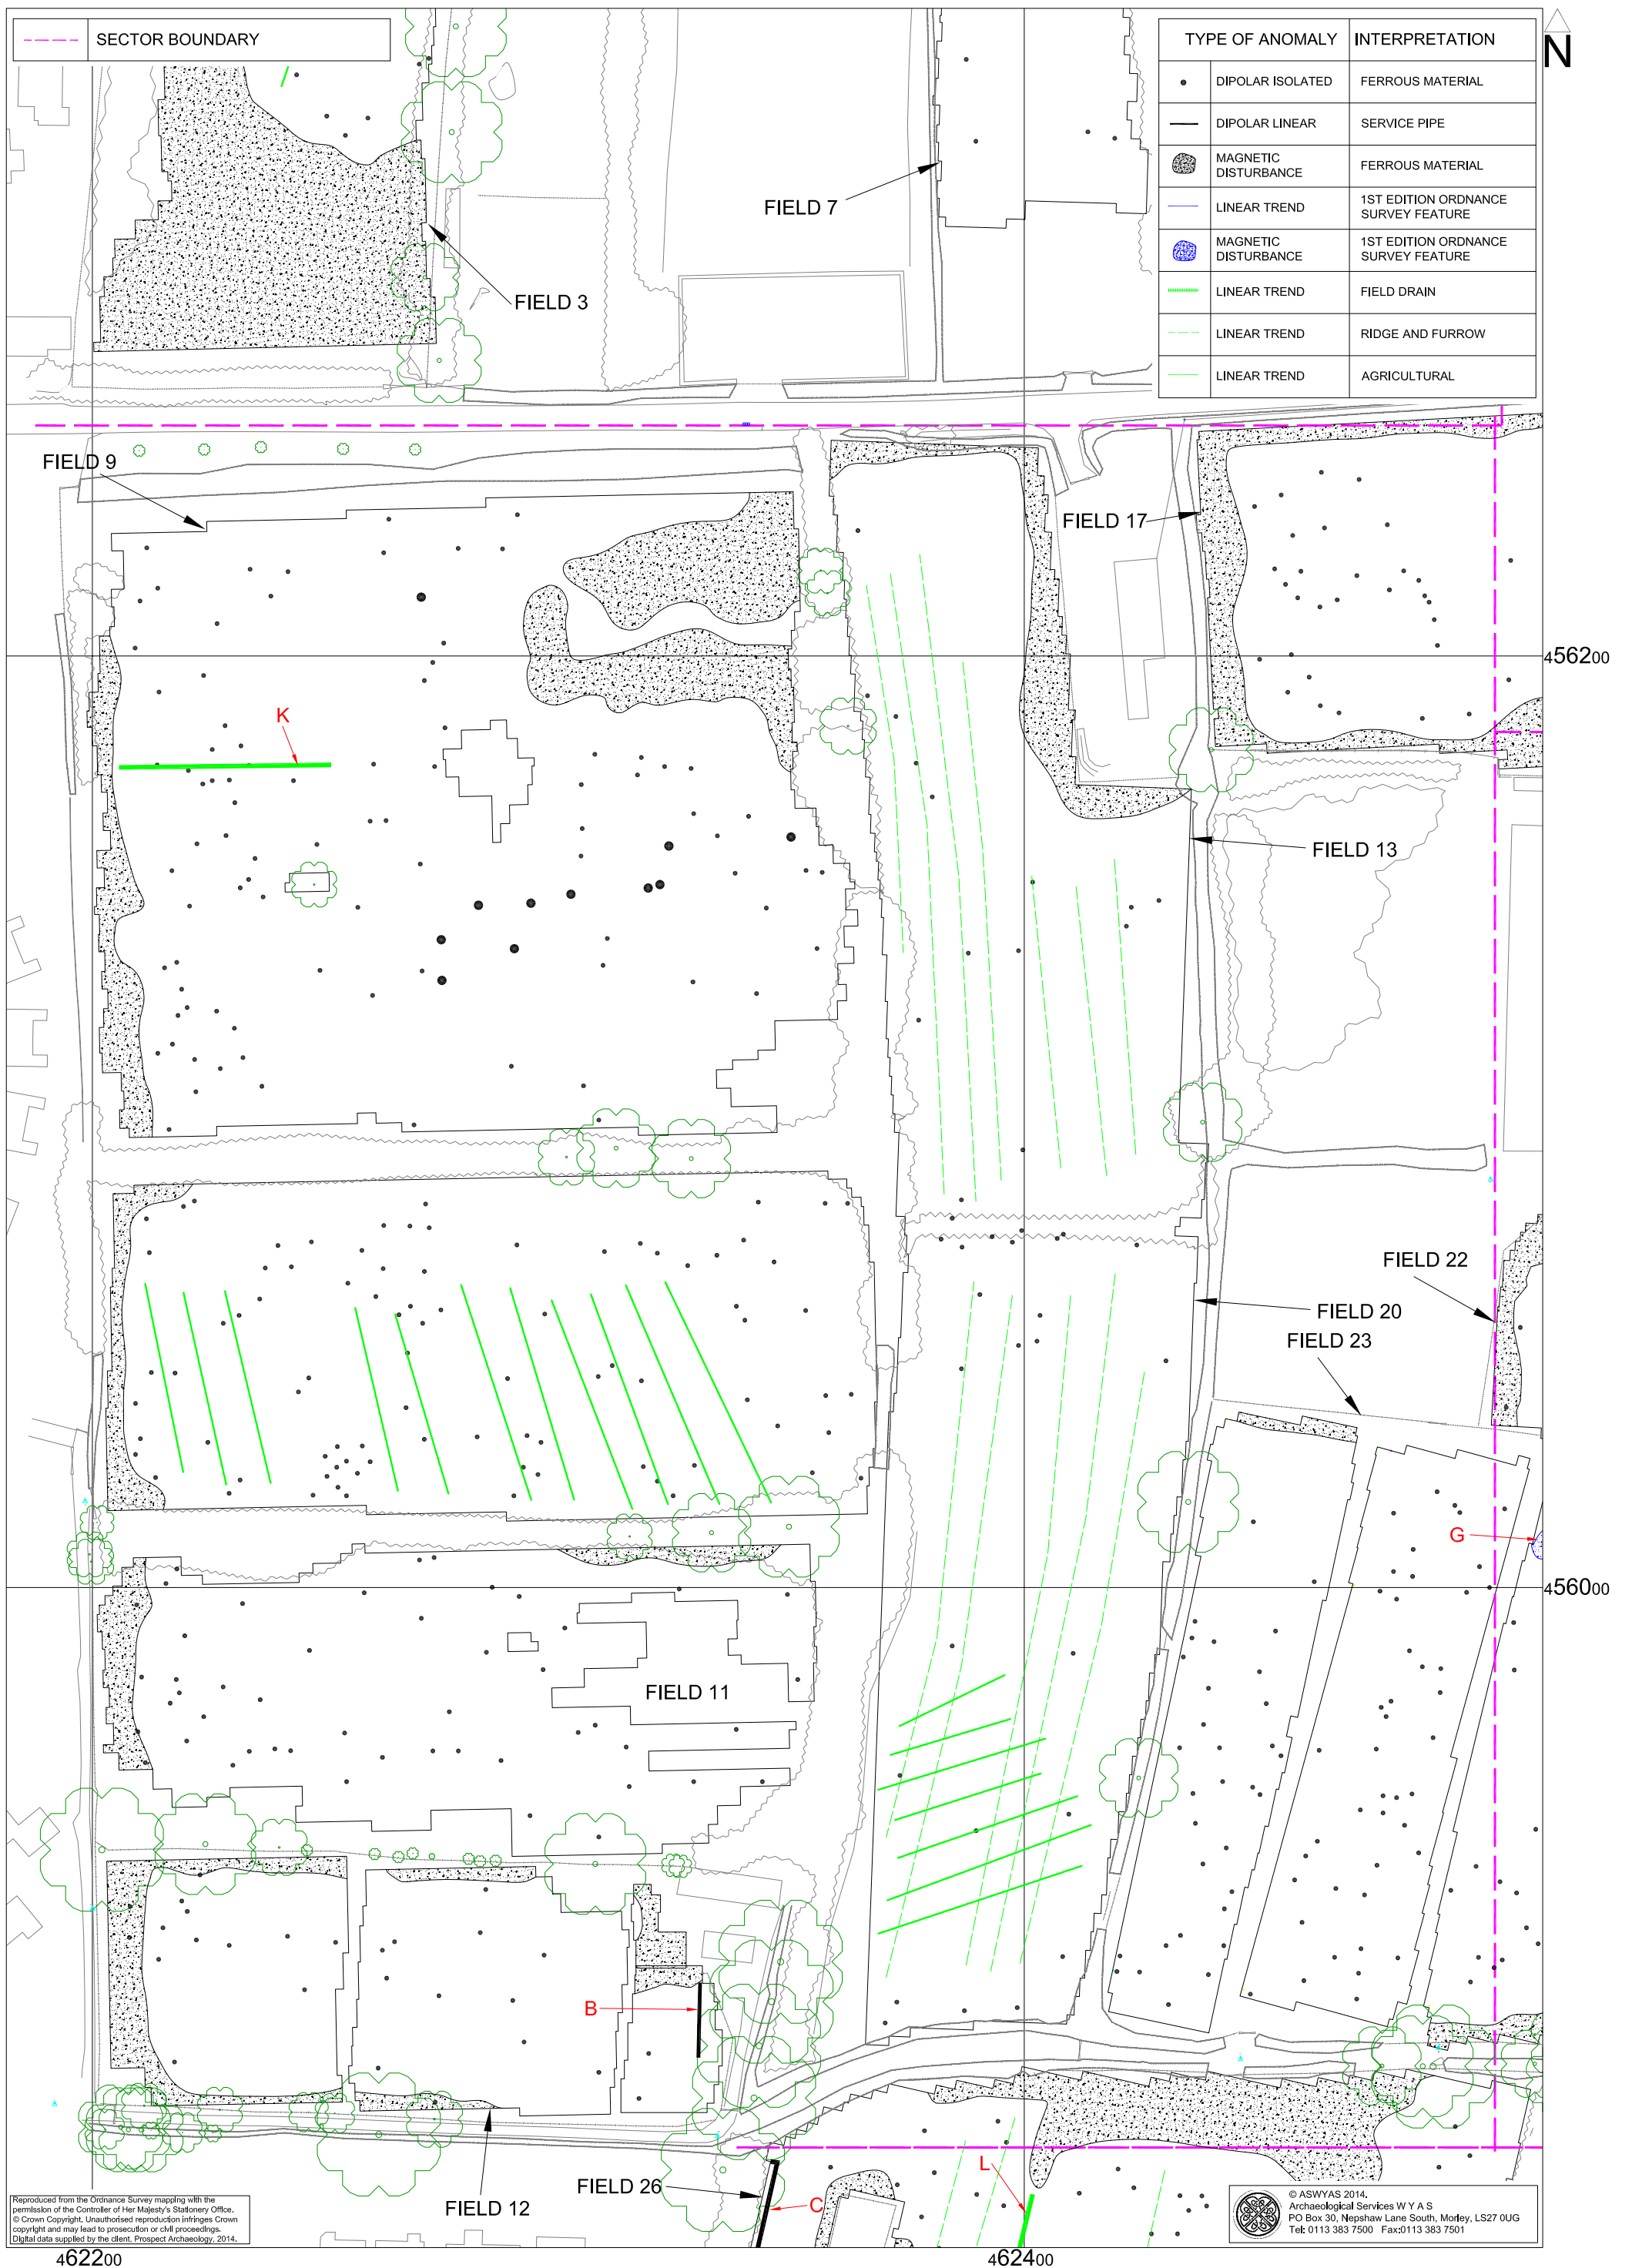 SECTOR BOUNDARY
TYPE OF ANOMALY INTERPRETATION
DIPOLAR ISOLATED FERROUS MATERIAL
DIPOLAR LINEAR SERVICE PIPE
MAGNETIC DISTURBANCE FERROUS MATERIAL
LINEAR TREND 1ST EDITION ORDNANCE SURVEY FEATURE
MAGNETIC DISTURBANCE 1ST EDITION ORDNANCE SURVEY FEATURE
LINEAR TREND FIELD DRAIN
LINEAR TREND RIDGE AND FURROW
LINEAR TREND AGRICULTURAL
N
FIELD 7
FIELD 3
FIELD 9
FIELD 17
456200
K
FIELD 13
FIELD 22
FIELD 20
FIELD 23
G
456000
FIELD 11
B
L
FIELD 26
C
FIELD 12
Reproduced from the Ordnance Survey mapping with the
permission of the Controller of Her Majesty's Stationery Office.
© Crown Copyright. Unauthorised reproduction infringes Crown
copyright and may lead to prosecution or civil proceedings.
Digital data supplied by the client. Prospect Archaeology, 2014.
© ASWYAS 2014.
Archaeological Services W Y A S
PO Box 30, Nepshaw Lane South, Morley, LS27 0UG
Tel: 0113 383 7500 Fax:0113 383 7501
462200
462400